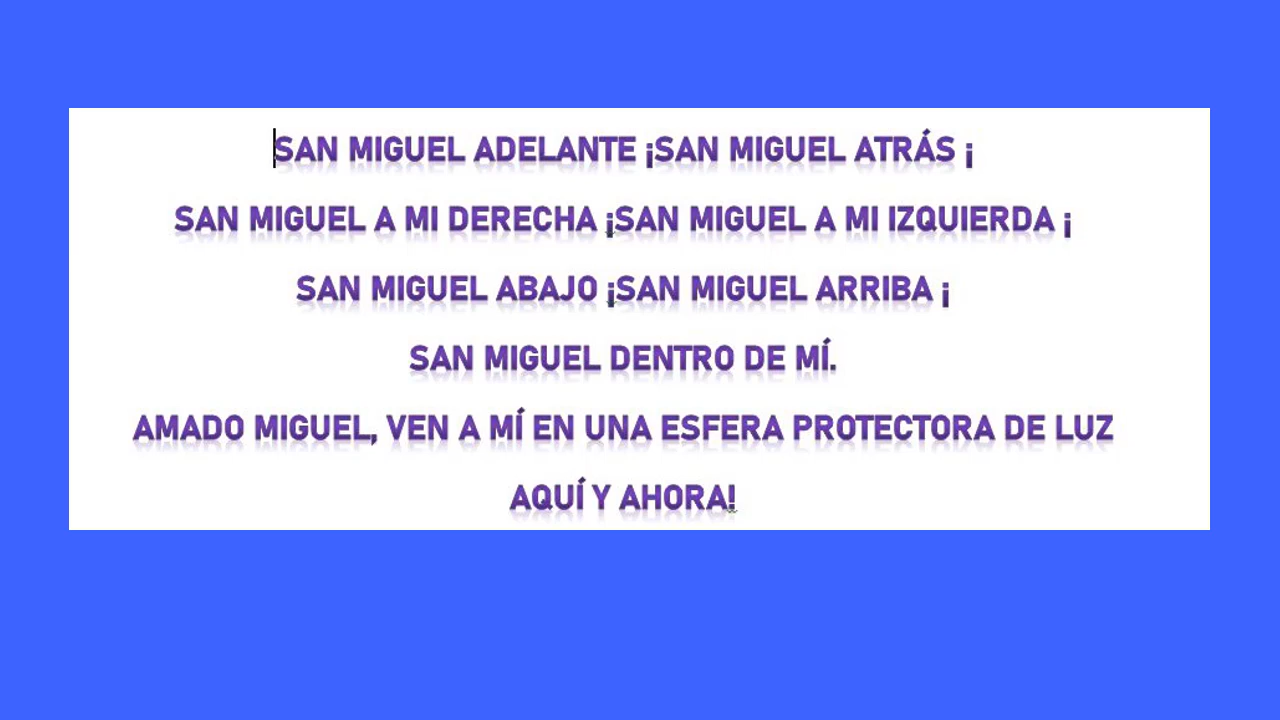 SAN MIGUEL ADELANTE ¡SAN MIGUEL ATRÁS ¡
SAN MIGUEL A MI DERECHA ¡SAN MIGUEL A MI IZQUIERDA ¡
SAN MIGUEL ABAJO ¡SAN MIGUEL ARRIBA ¡
SAN MIGUEL DENTRO DE MÍ.
AMADO MIGUEL, VEN A MÍ EN UNA ESFERA PROTECTORA DE LUZ
AQUÍ Y AHORA!